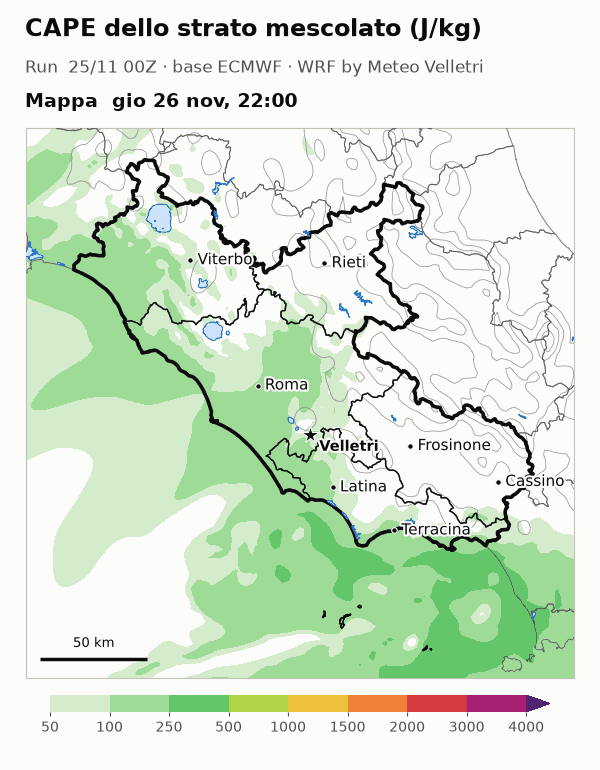 CAPE dello strato mescolato (J/kg)
Run  25/11 00Z · base ECMWF · WRF by Meteo Velletri
Mappa  gio 26 nov, 22:00
Viterbo
Rieti
Roma
Velletri
Frosinone
Cassino
Latina
Terracina
50 km
50 100 250 500 1000 1500 2000 3000 4000